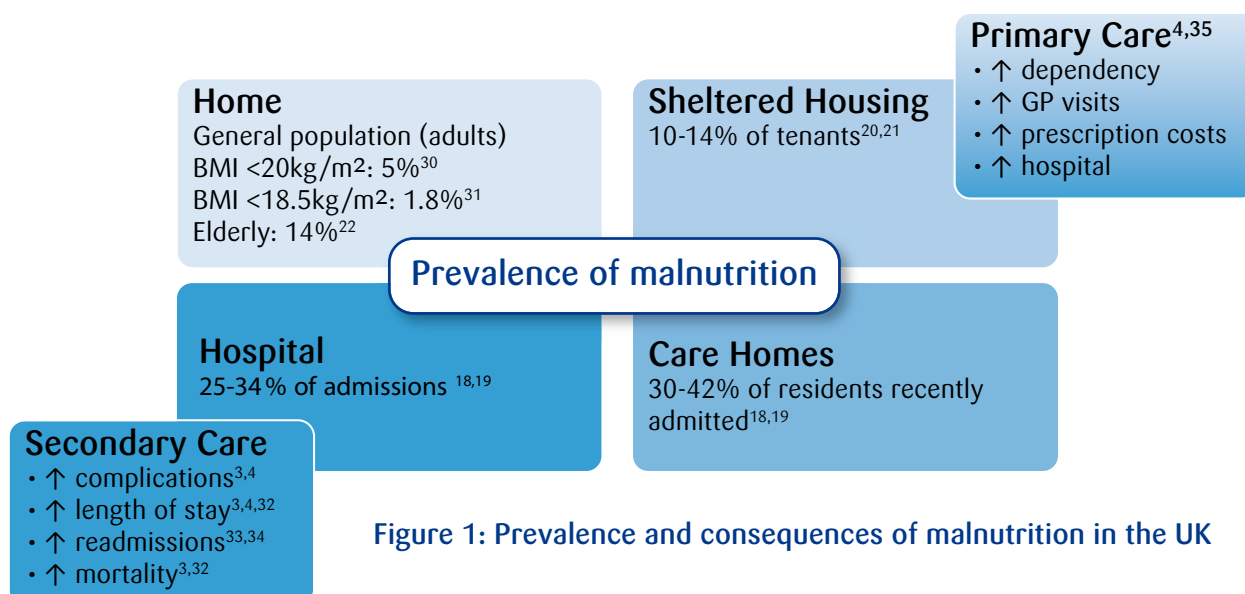 Primary Care4,35
• ↑ dependency
• ↑ GP visits
• ↑ prescription costs
• ↑ hospital
Home
General population (adults)
BMI <20kg/m²: 5%30
BMI <18.5kg/m²: 1.8%31
Elderly: 14%22
Sheltered Housing
10-14% of tenants20,21
Prevalence of malnutrition
Hospital
25-34% of admissions 18,19
Care Homes
30-42% of residents recently
admitted18,19
Secondary Care
• ↑ complications3,4
• ↑ length of stay3,4,32
• ↑ readmissions33,34
• ↑ mortality3,32
Figure 1: Prevalence and consequences of malnutrition in the UK